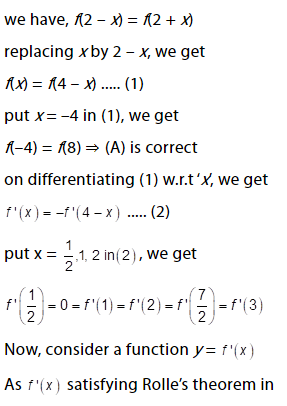 we have, f(2 – x) = f(2 + x)
replacing x by 2 – x, we get
f(x) = f(4 – x) ..... (1)
put x = –4 in (1), we get
f(–4) = f(8) ⇒ (A) is correct
on differentiating (1) w.r.t ‘x’, we get
f'(x) = –f'(4 – x) ..... (2)
put x = 1/2, 1, 2 in(2), we get
f'(1/2) = 0 = f'(1) = f'(2) = f'(7/2) = f'(3)
Now, consider a function y = f'(x)
As f'(x) satisfying Rolle’s theorem in